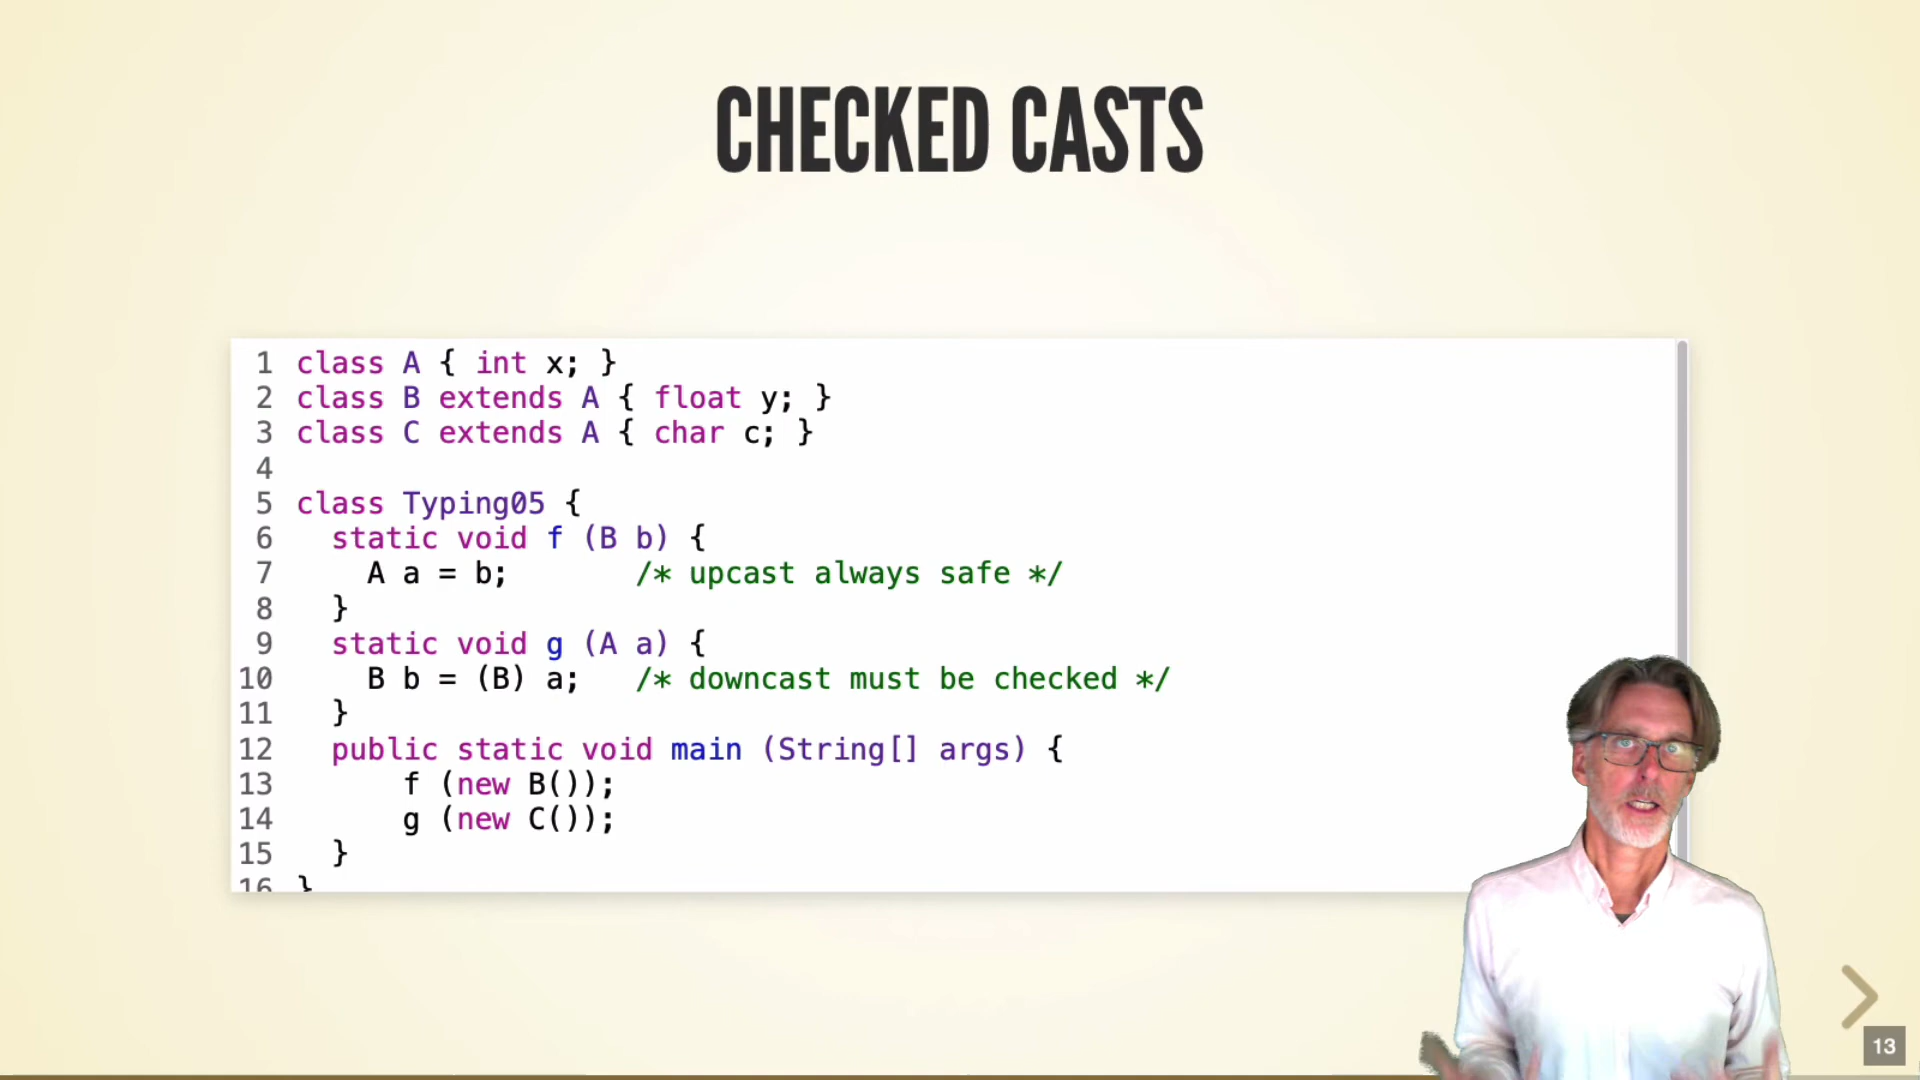 CHECKED CASTS
1 class A { int x; }
2 class B extends A { float y; }
3 class C extends A { char c; }
4
5 class Typing05 {
6   static void f (B b) {
7     A a = b;       /* upcast always safe */
8   }
9   static void g (A a) {
10     B b = (B) a;   /* downcast must be checked */
11   }
12   public static void main (String[] args) {
13       f (new B());
14       g (new C());
15   }
16 }
13